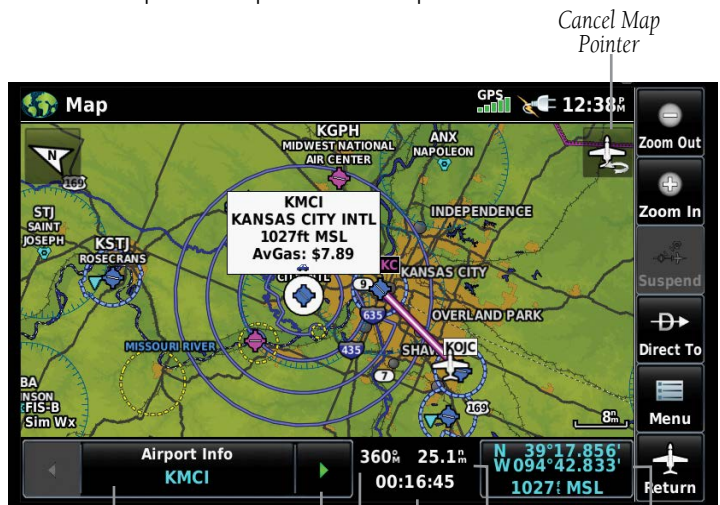 Cancel Map
Pointer
Map
GPS
12:38PM
Zoom Out
Zoom In
Suspend
Direct To
Menu
Return
N
169
KGPH
MIDWEST NATIONAL
AIR CENTER
ANX
NAPOLEON
KMCI
KANSAS CITY INTL
1027ft MSL
AvGas: $7.89
STJ
SAINT
JOSEPH
KSTJ
ROSECRANS
INDEPENDENCE
KC
KANSAS CITY
9
635
OVERLAND PARK
MISSOURI RIVER
435
KOJC
7
169
FIS-B
Sim Wx
8nm
Airport Info
KMCI
360°M
25.1nm
00:16:45
N 39°17.856'
W094°42.833'
1027ft MSL